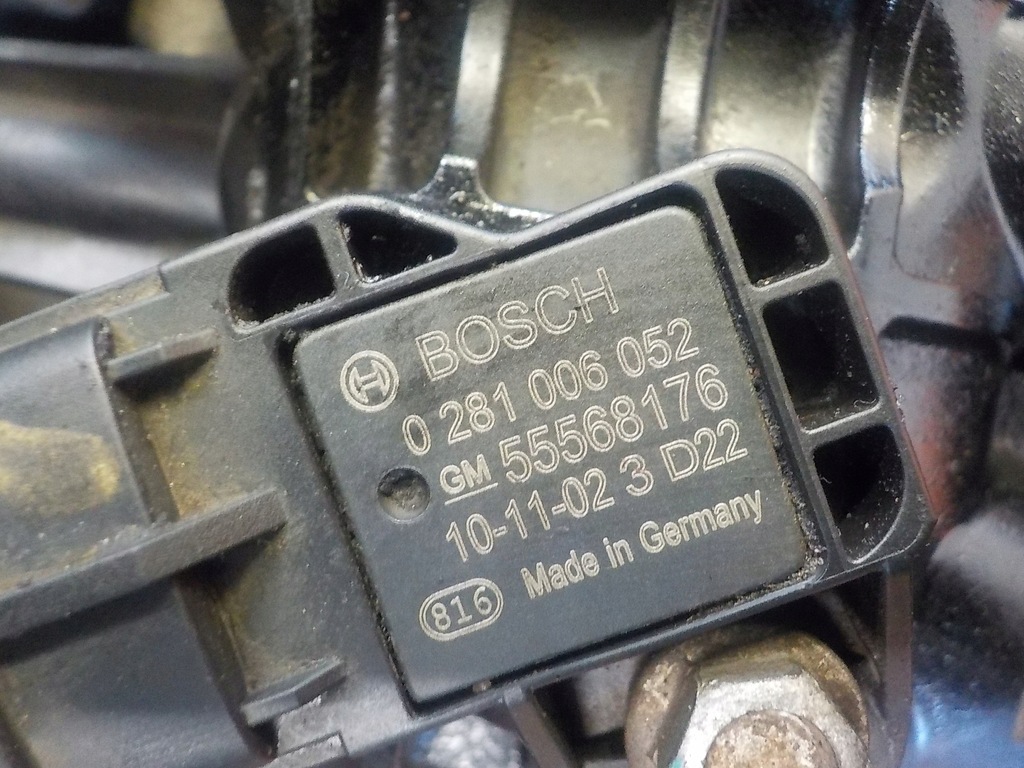 BOSCH
0 281 006 052
GM 55568176
10-11-02 3 D22
816 Made in Germany